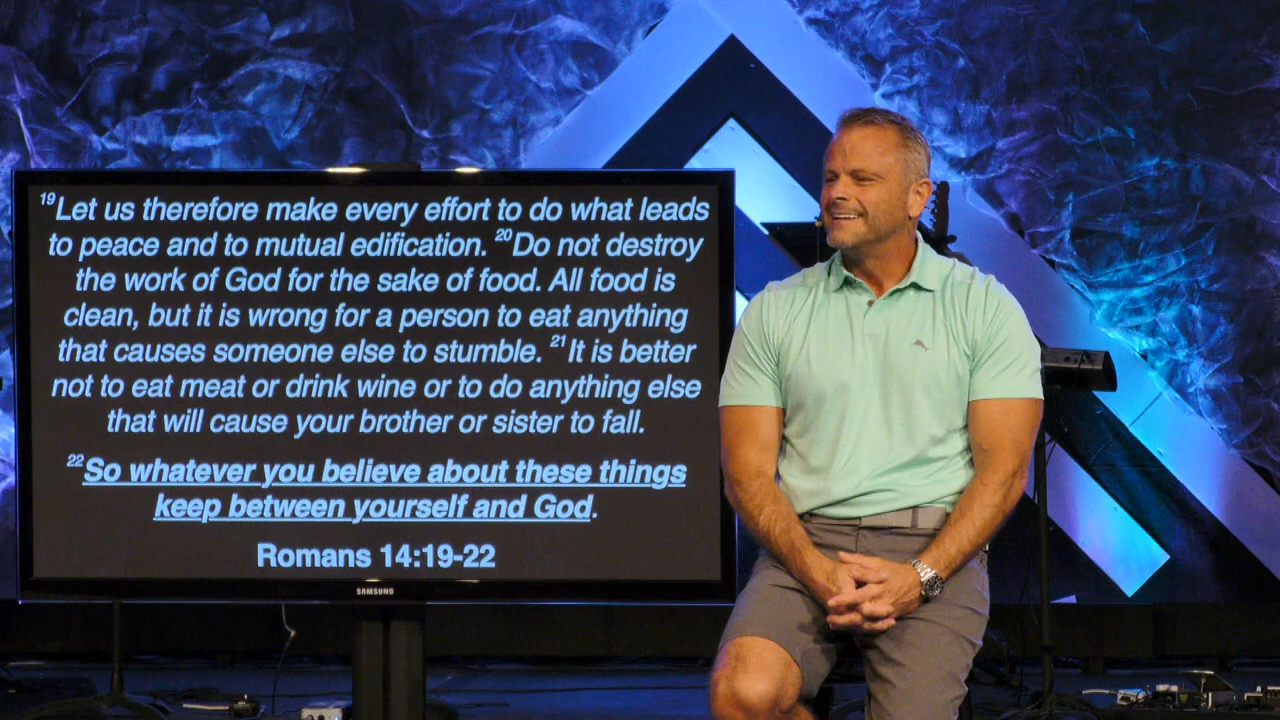 19Let us therefore make every effort to do what leads
to peace and to mutual edification. 20Do not destroy
the work of God for the sake of food. All food is
clean, but it is wrong for a person to eat anything
that causes someone else to stumble. 21It is better
not to eat meat or drink wine or to do anything else
that will cause your brother or sister to fall.
22So whatever you believe about these things
keep between yourself and God.
Romans 14:19-22
SAMSUNG